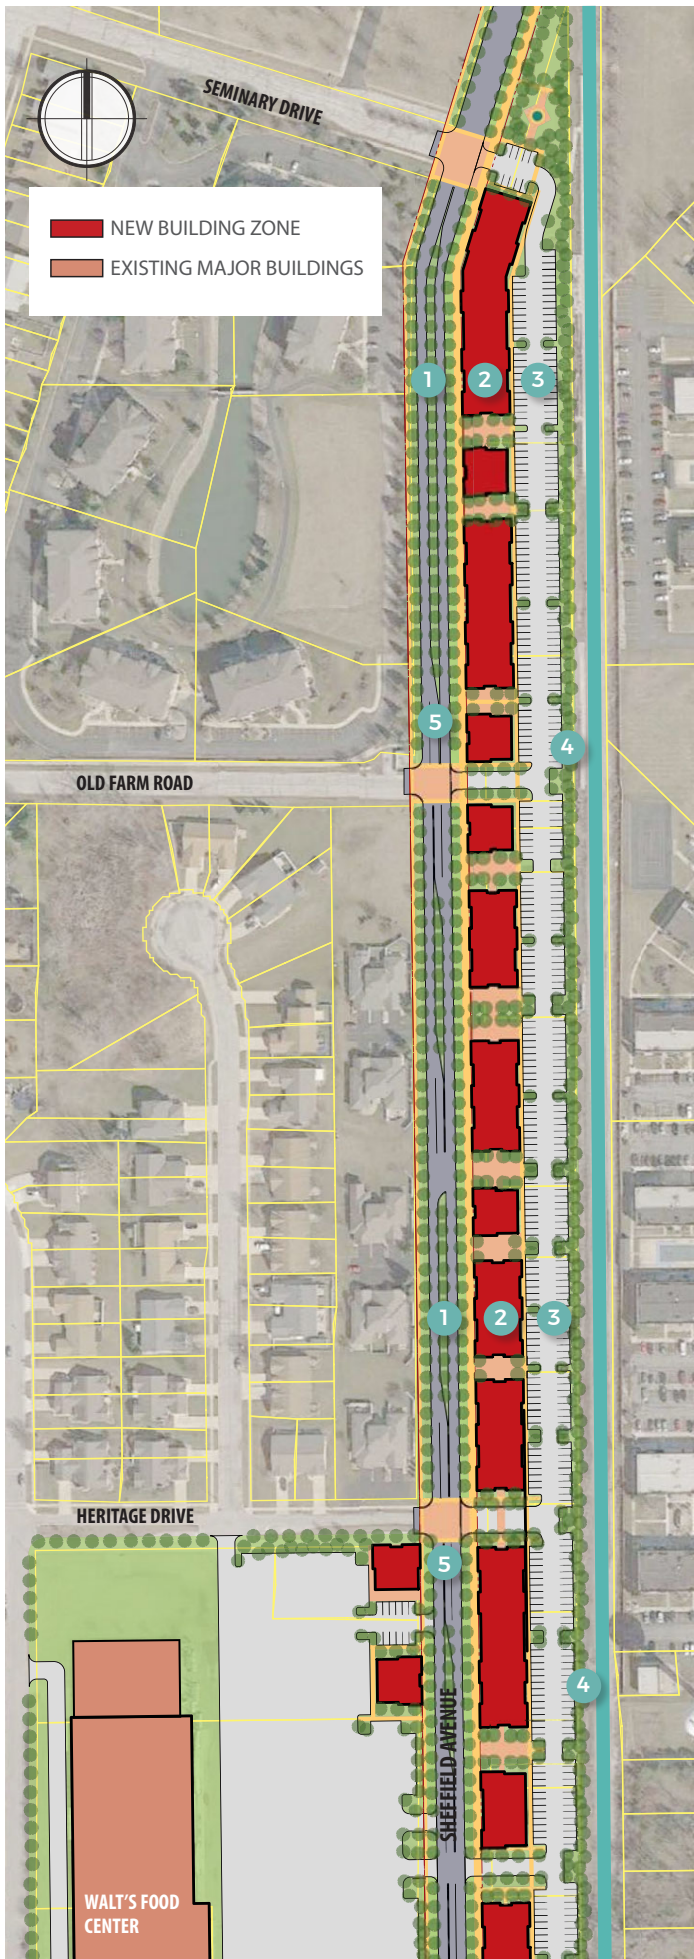 SEMINARY DRIVE
NEW BUILDING ZONE
EXISTING MAJOR BUILDINGS
1
2
3
5
4
OLD FARM ROAD
1
2
3
HERITAGE DRIVE
5
4
SHEFFIELD AVENUE
WALT'S FOOD
CENTER